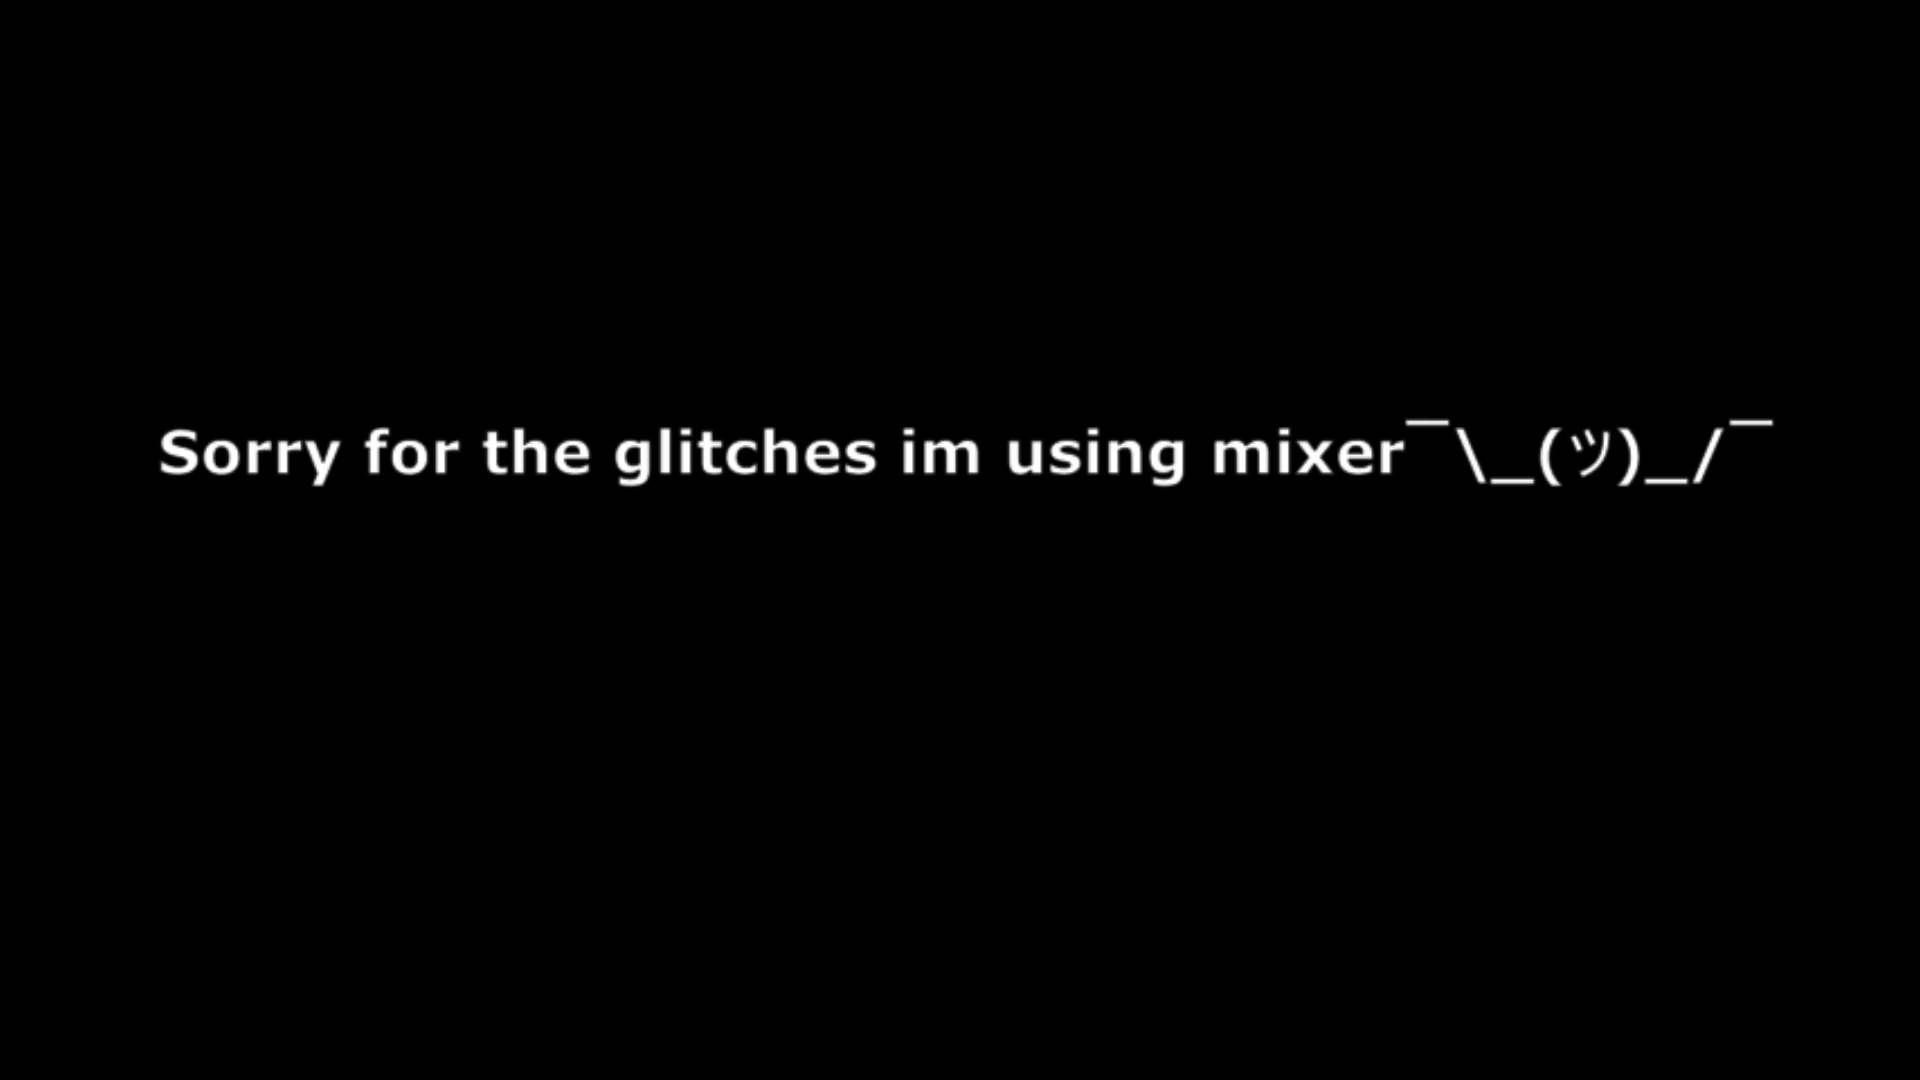 Sorry for the glitches im using mixer¯\_(ツ)_/¯